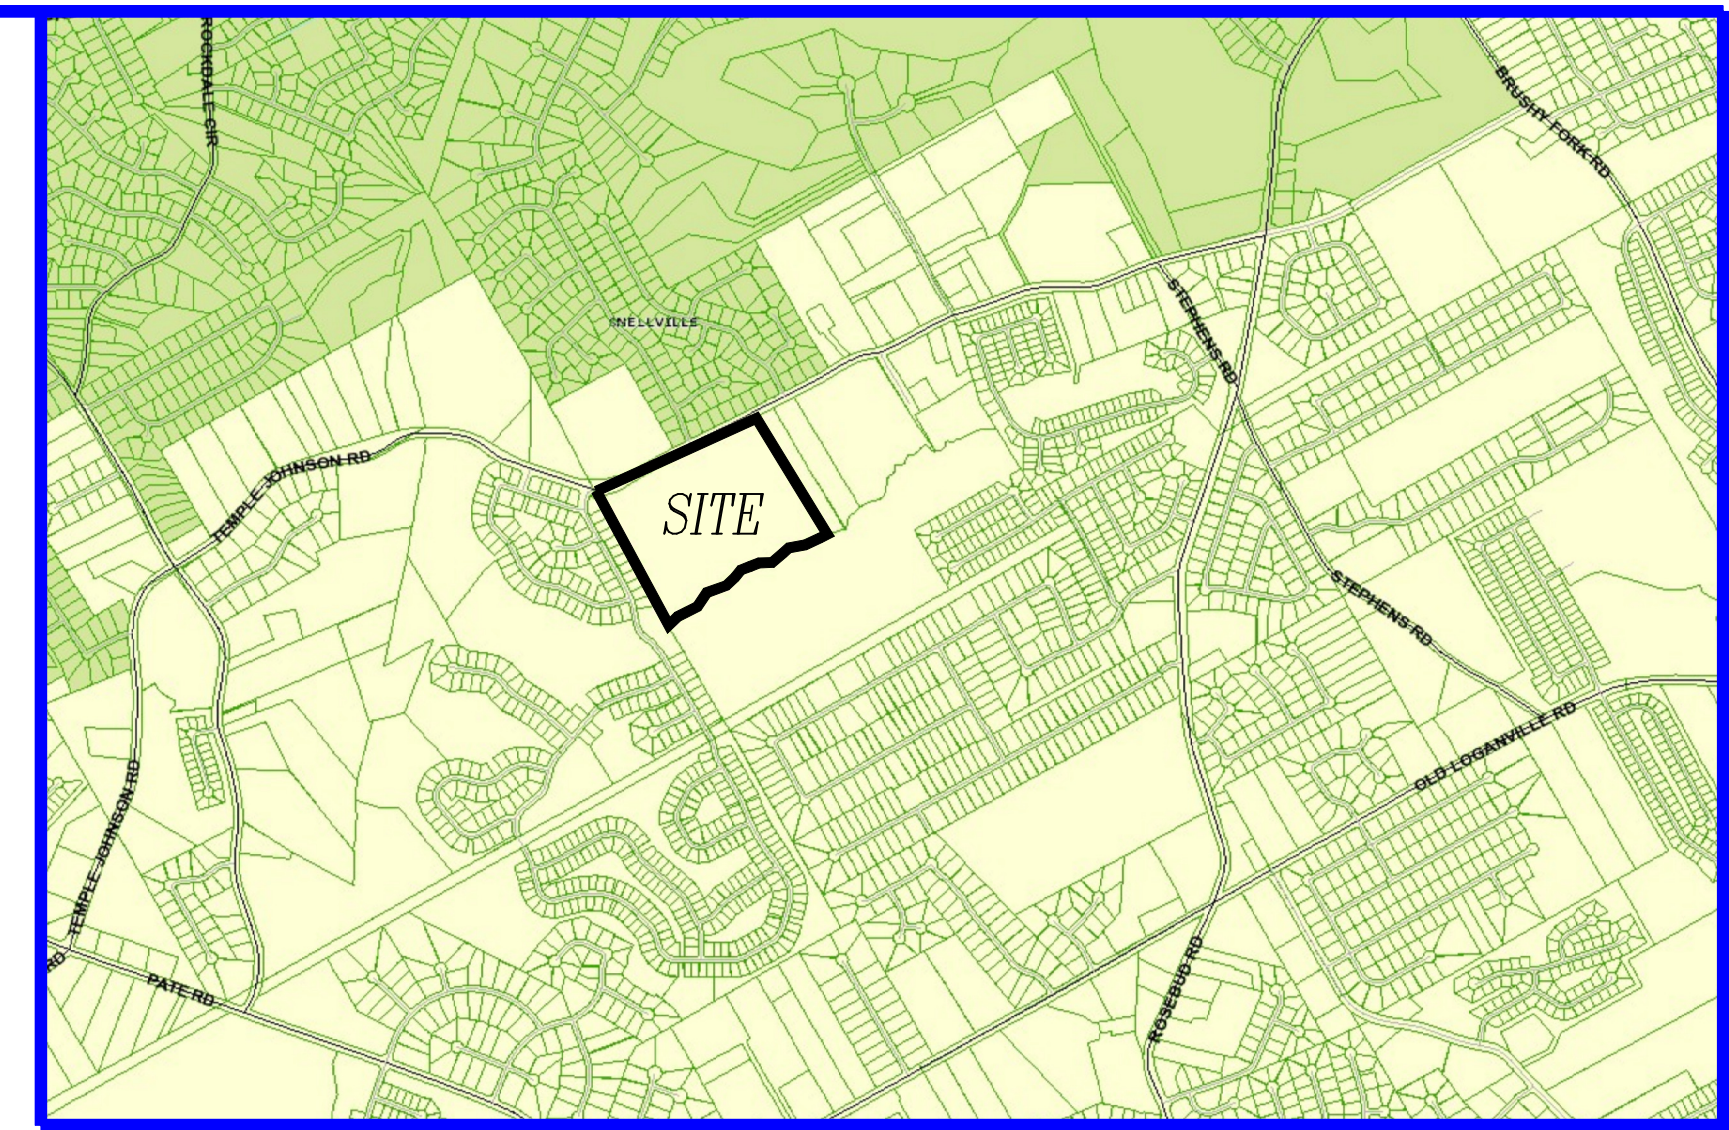 ROCKDALE CIR
BRUSHY FORK RD
SNELLVILLE
STEPHENS RD
TEMPLE JOHNSON RD
SITE
STEPHENS RD
OLD LOGANVILLE RD
TEMPLE JOHNSON RD
RD
PATE RD
ROSEBUD RD